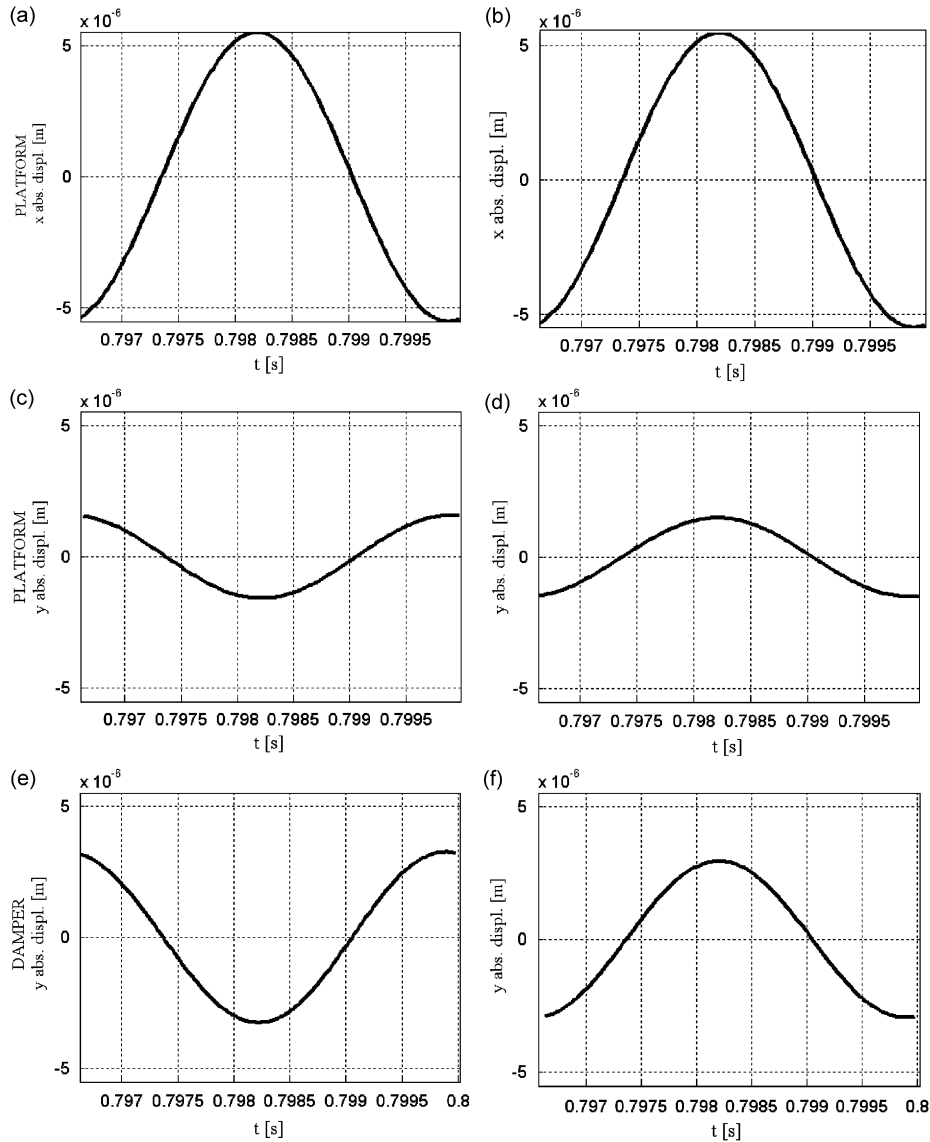 (a)
x 10⁻⁶
5
0
-5
PLATFORM
x abs. displ. [m]
0.797 0.7975 0.798 0.7985 0.799 0.7995
t [s]
(b)
x 10⁻⁶
5
0
-5
x abs. displ. [m]
0.797 0.7975 0.798 0.7985 0.799 0.7995
t [s]
(c)
x 10⁻⁶
5
0
-5
PLATFORM
y abs. displ. [m]
0.797 0.7975 0.798 0.7985 0.799 0.7995
t [s]
(d)
x 10⁻⁶
5
0
-5
y abs. displ. [m]
0.797 0.7975 0.798 0.7985 0.799 0.7995
t [s]
(e)
x 10⁻⁶
5
0
-5
DAMPER
y abs. displ. [m]
0.797 0.7975 0.798 0.7985 0.799 0.7995 0.8
t [s]
(f)
x 10⁻⁶
5
0
-5
y abs. displ. [m]
0.797 0.7975 0.798 0.7985 0.799 0.7995 0.8
t [s]